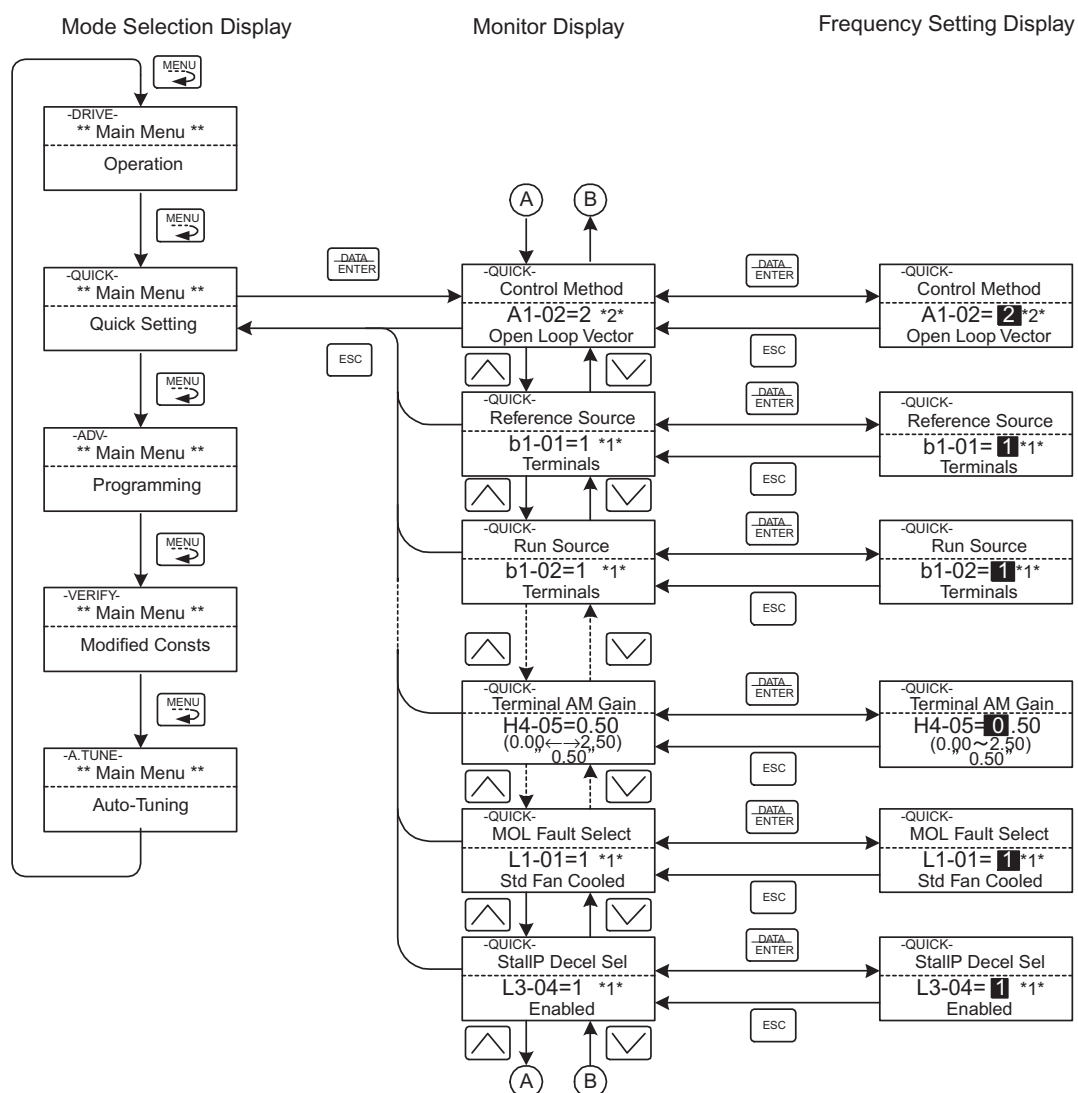 Mode Selection Display
Monitor Display
Frequency Setting Display
MENU
-DRIVE-
** Main Menu **
Operation
MENU
-QUICK-
** Main Menu **
Quick Setting
MENU
-ADV-
** Main Menu **
Programming
MENU
-VERIFY-
** Main Menu **
Modified Consts
MENU
-A.TUNE-
** Main Menu **
Auto-Tuning
DATA
ENTER
ESC
A
B
-QUICK-
Control Method
A1-02=2 *2*
Open Loop Vector
DATA
ENTER
ESC
-QUICK-
Control Method
A1-02= 2 *2*
Open Loop Vector
-QUICK-
Reference Source
b1-01=1 *1*
Terminals
DATA
ENTER
ESC
-QUICK-
Reference Source
b1-01= 1 *1*
Terminals
-QUICK-
Run Source
b1-02=1 *1*
Terminals
DATA
ENTER
ESC
-QUICK-
Run Source
b1-02= 1 *1*
Terminals
-QUICK-
Terminal AM Gain
H4-05=0.50
(0.00←→2.50)
„ 0.50”
DATA
ENTER
ESC
-QUICK-
Terminal AM Gain
H4-05= 0 .50
(0.00~2.50)
„ 0.50”
-QUICK-
MOL Fault Select
L1-01=1 *1*
Std Fan Cooled
DATA
ENTER
ESC
-QUICK-
MOL Fault Select
L1-01= 1 *1*
Std Fan Cooled
-QUICK-
StallP Decel Sel
L3-04=1 *1*
Enabled
DATA
ENTER
ESC
-QUICK-
StallP Decel Sel
L3-04= 1 *1*
Enabled
A
B